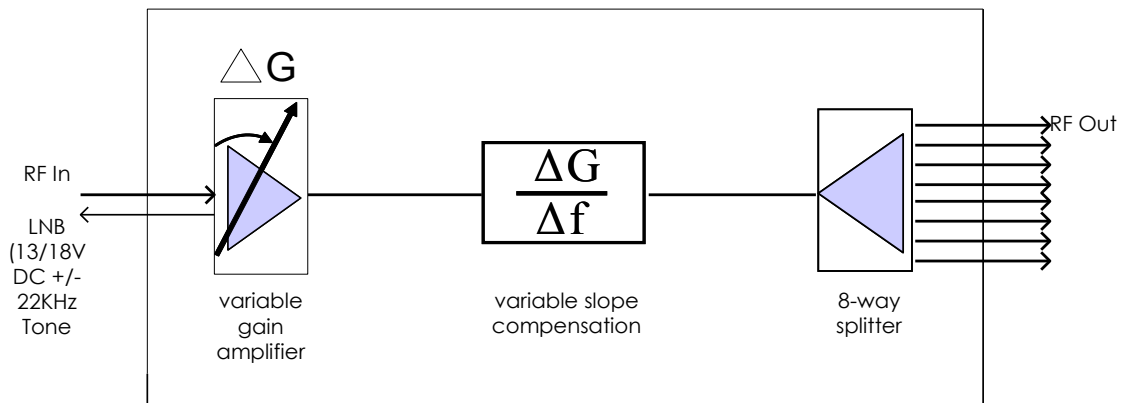 △ G
RF In
LNB
(13/18V
DC +/-
22KHz
Tone
variable
gain
amplifier
ΔG
Δf
variable slope
compensation
8-way
splitter
RF Out